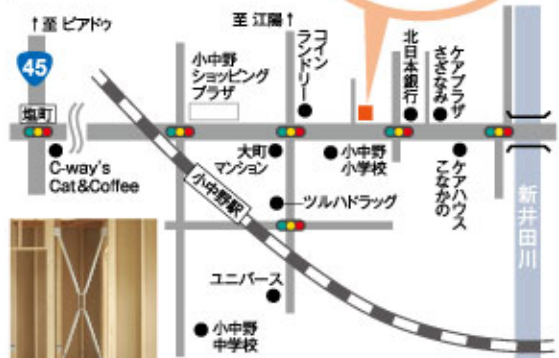 ↑至 ピアドゥ
45
塩町
C-way's
Cat&Coffee
小中野
ショッピング
プラザ
至 江陽↑
コイン
ランドリー
北日本銀行
ケアプラザ
さざなみ
大町
マンション
小中野
小学校
ケアハウス
こなかの
小中野駅
ツルハドラッグ
新井田川
ユニバース
小中野
中学校